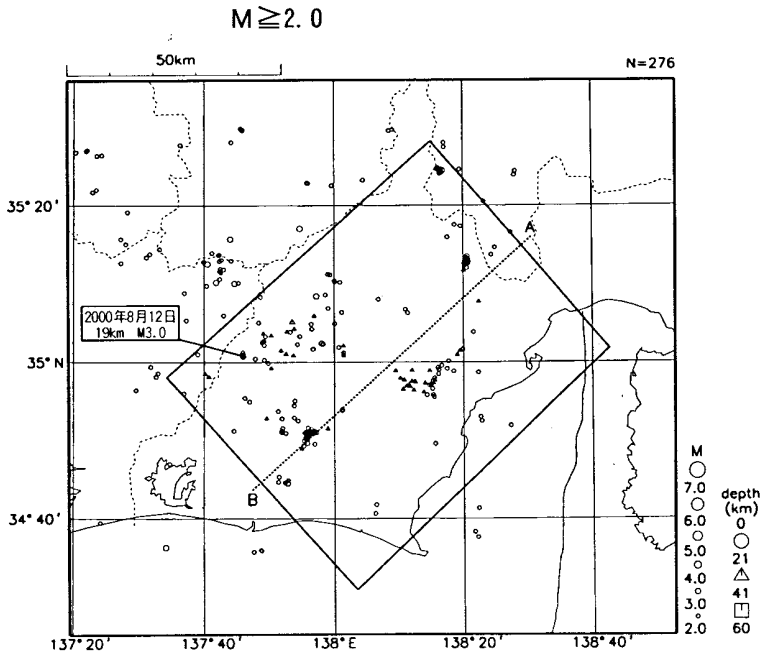 M≧2.0
50km
N=276
35°20'
A
2000年8月12日
19km M3.0
35°N
B
34°40'
137°20'
137°40'
138°E
138°20'
138°40'
M
7.0
6.0
5.0
4.0
3.0
2.0
depth
(km)
0
21
41
60